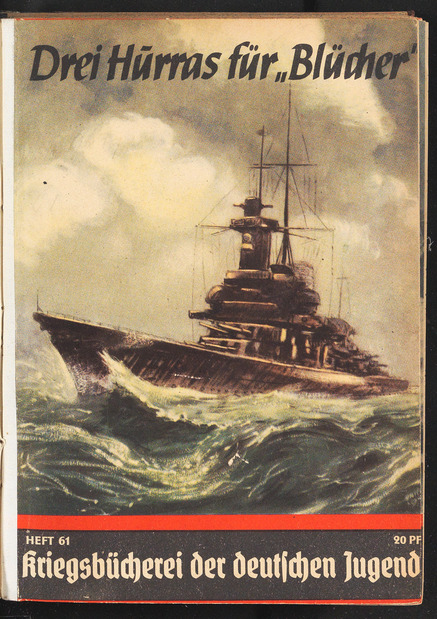 Drei Hurras für „Blücher"
HEFT 61
20 PF
Kriegsbücherei der deutschen Jugend